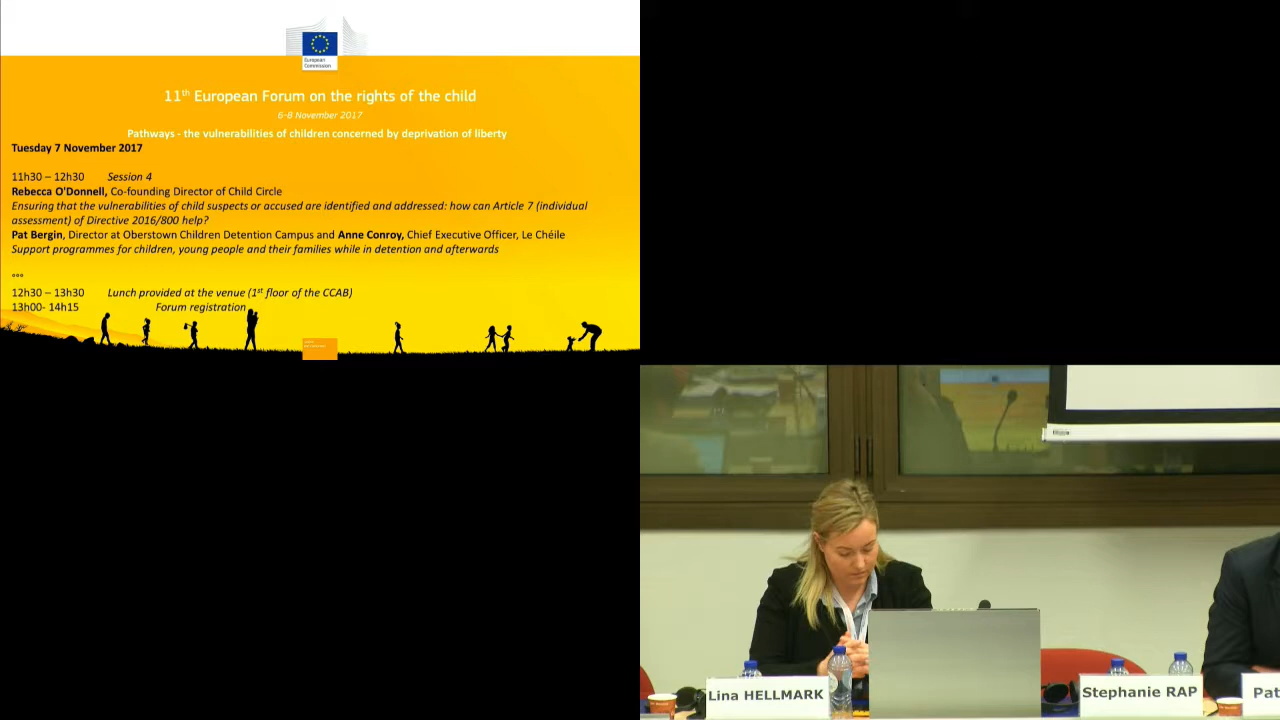 European
Commission
11th European Forum on the rights of the child
6-8 November 2017
Pathways - the vulnerabilities of children concerned by deprivation of liberty
Tuesday 7 November 2017
11h30 – 12h30 Session 4
Rebecca O'Donnell, Co-founding Director of Child Circle
Ensuring that the vulnerabilities of child suspects or accused are identified and addressed: how can Article 7 (individual
assessment) of Directive 2016/800 help?
Pat Bergin, Director at Oberstown Children Detention Campus and Anne Conroy, Chief Executive Officer, Le Chéile
Support programmes for children, young people and their families while in detention and afterwards
°°°
12h30 – 13h30 Lunch provided at the venue (1st floor of the CCAB)
13h00- 14h15 Forum registration
Lina HELLMARK
Stephanie RAP
Pat